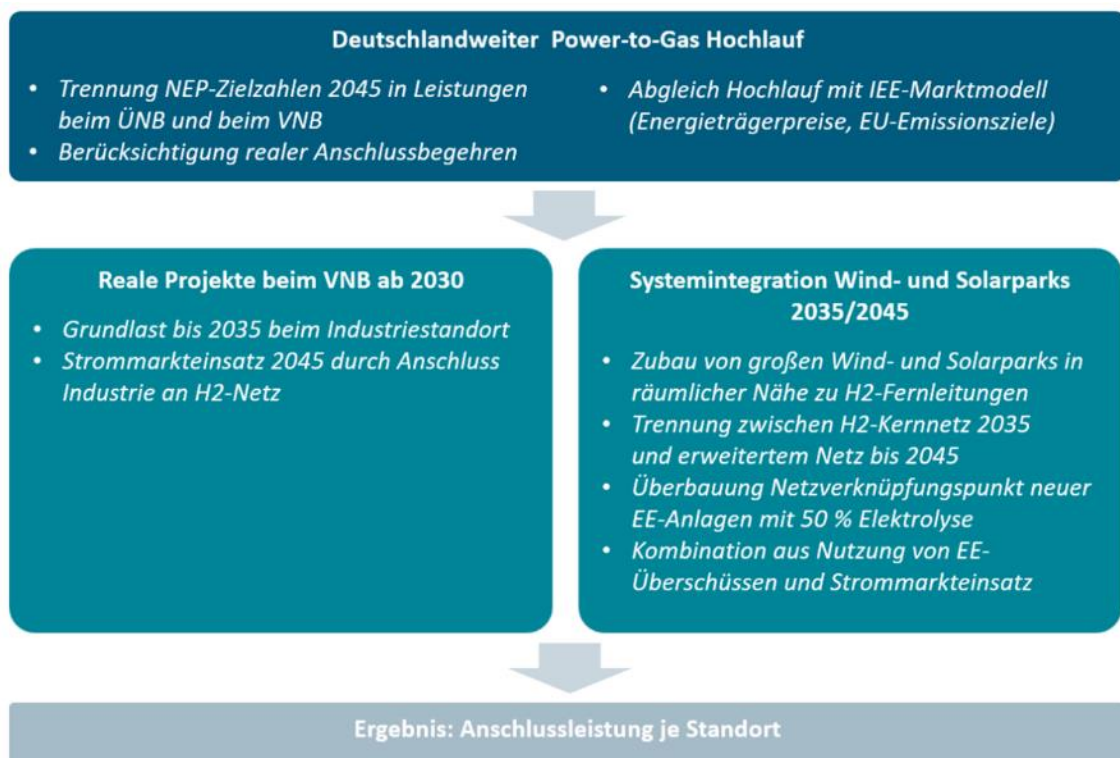 Deutschlandweiter Power-to-Gas Hochlauf
• Trennung NEP-Zielzahlen 2045 in Leistungen
beim ÜNB und beim VNB
• Berücksichtigung realer Anschlussbegehren
• Abgleich Hochlauf mit IEE-Marktmodell
(Energieträgerpreise, EU-Emissionsziele)
Reale Projekte beim VNB ab 2030
• Grundlast bis 2035 beim Industriestandort
• Strommarkteinsatz 2045 durch Anschluss
Industrie an H2-Netz
Systemintegration Wind- und Solarparks
2035/2045
• Zubau von großen Wind- und Solarparks in
räumlicher Nähe zu H2-Fernleitungen
• Trennung zwischen H2-Kernnetz 2035
und erweitertem Netz bis 2045
• Überbauung Netzverknüpfungspunkt neuer
EE-Anlagen mit 50 % Elektrolyse
• Kombination aus Nutzung von EE-
Überschüssen und Strommarkteinsatz
Ergebnis: Anschlussleistung je Standort